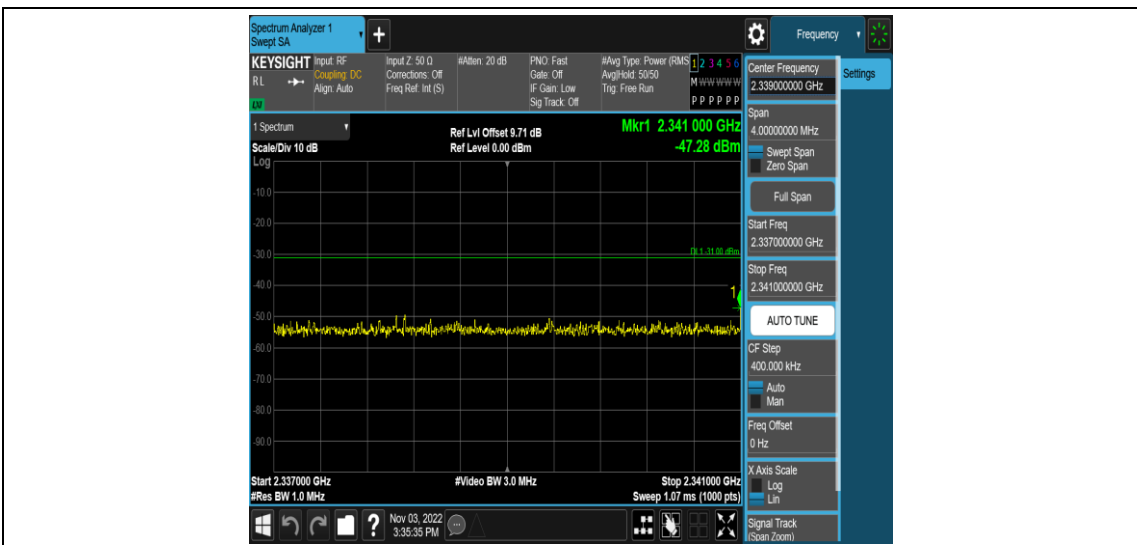 Spectrum Analyzer 1
Swept SA
+
Frequency
KEYSIGHT
RL
LXI
Input: RF
Coupling: DC
Align: Auto
Input Z: 50 Ω
Corrections: Off
Freq Ref: Int (S)
#Atten: 20 dB
PNO: Fast
Gate: Off
IF Gain: Low
Sig Track: Off
#Avg Type: Power (RMS
Avg|Hold: 50/50
Trig: Free Run
1 2 3 4 5 6
M W W W W W
P P P P P P
1 Spectrum
Scale/Div 10 dB
Log
Ref Lvl Offset 9.71 dB
Ref Level 0.00 dBm
Mkr1 2.341 000 GHz
-47.28 dBm
-10.0
-20.0
-30.0
DL1 -31.00 dBm
-40.0
1
-50.0
-60.0
-70.0
-80.0
-90.0
Start 2.337000 GHz
#Res BW 1.0 MHz
#Video BW 3.0 MHz
Stop 2.341000 GHz
Sweep 1.07 ms (1000 pts)
?
Nov 03, 2022
3:35:35 PM
Center Frequency
2.339000000 GHz
Settings
Span
4.00000000 MHz
Swept Span
Zero Span
Full Span
Start Freq
2.337000000 GHz
Stop Freq
2.341000000 GHz
AUTO TUNE
CF Step
400.000 kHz
Auto
Man
Freq Offset
0 Hz
X Axis Scale
Log
Lin
Signal Track
(Span Zoom)